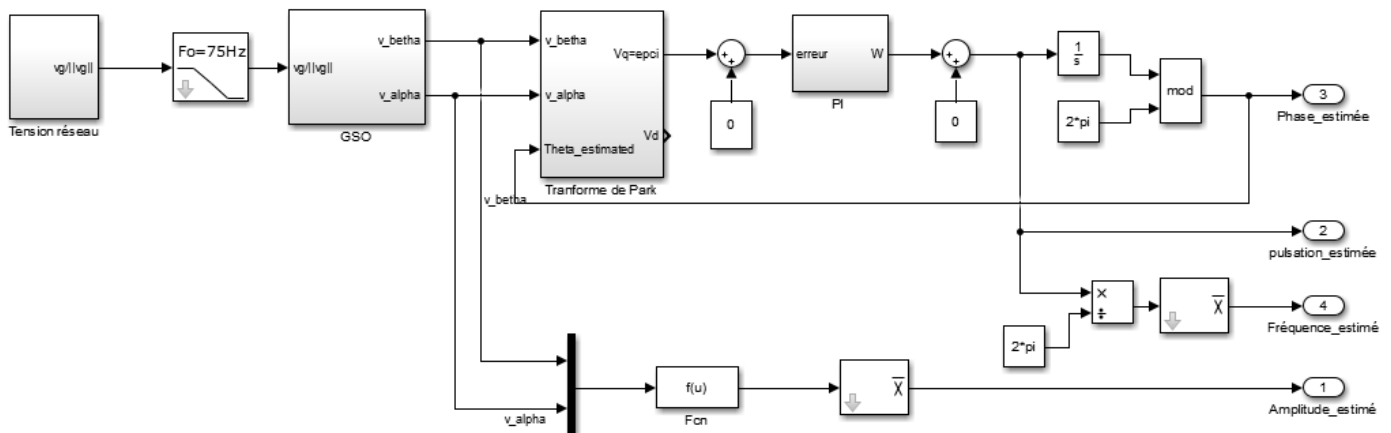 vg/||vg||
Tension réseau
Fo=75Hz
vg/||vg||
v_betha
v_alpha
GSO
v_betha
v_alpha
Theta_estimated
Vq=epci
Vd
Tranforme de Park
v_betha
0
erreur
W
PI
0
1
s
2*pi
mod
3
Phase_estimée
2
pulsation_estimée
×
÷
2*pi
X
4
Fréquence_estimé
v_alpha
f(u)
Fcn
X
1
Amplitude_estimé